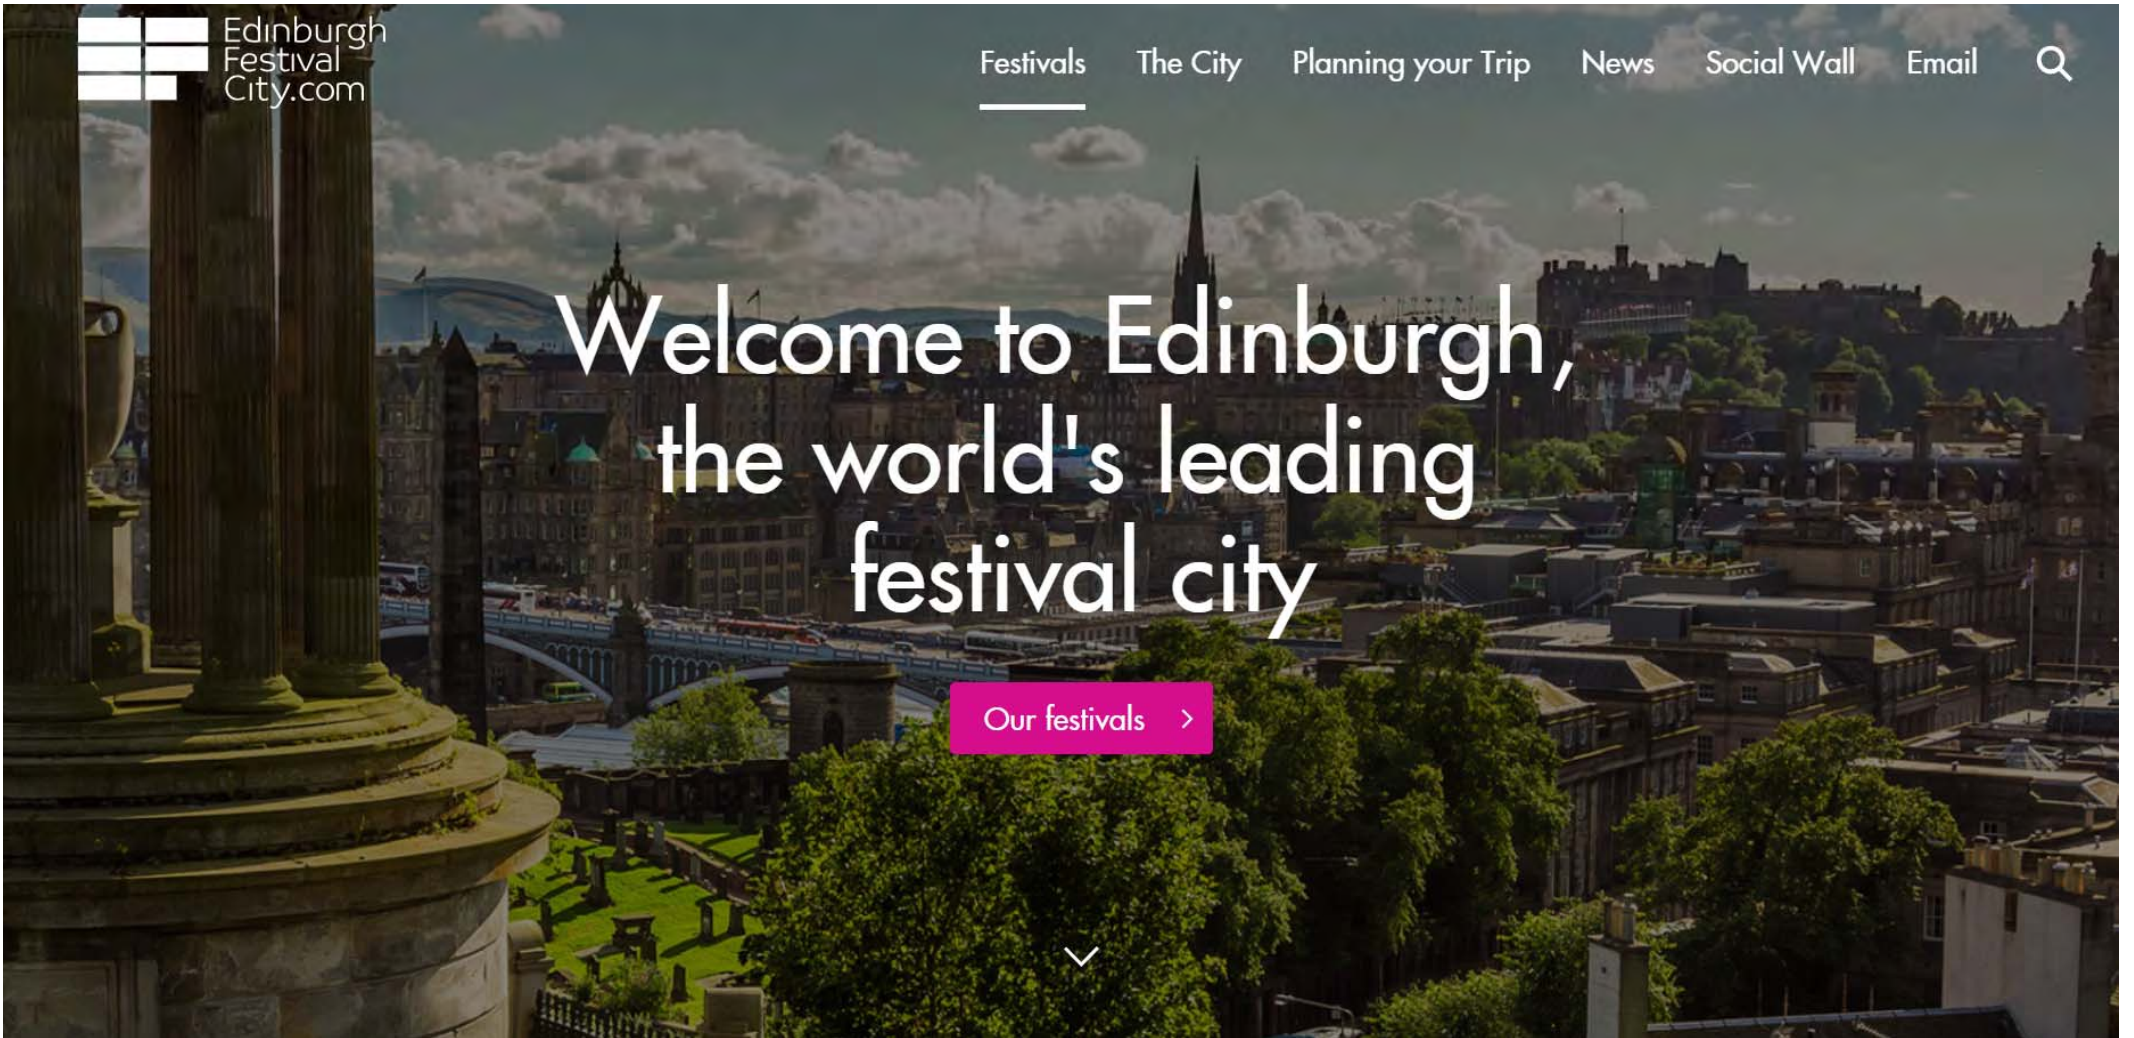 Edinburgh
Festival
City.com
Festivals The City Planning your Trip News Social Wall Email
Welcome to Edinburgh,
the world's leading
festival city
Our festivals